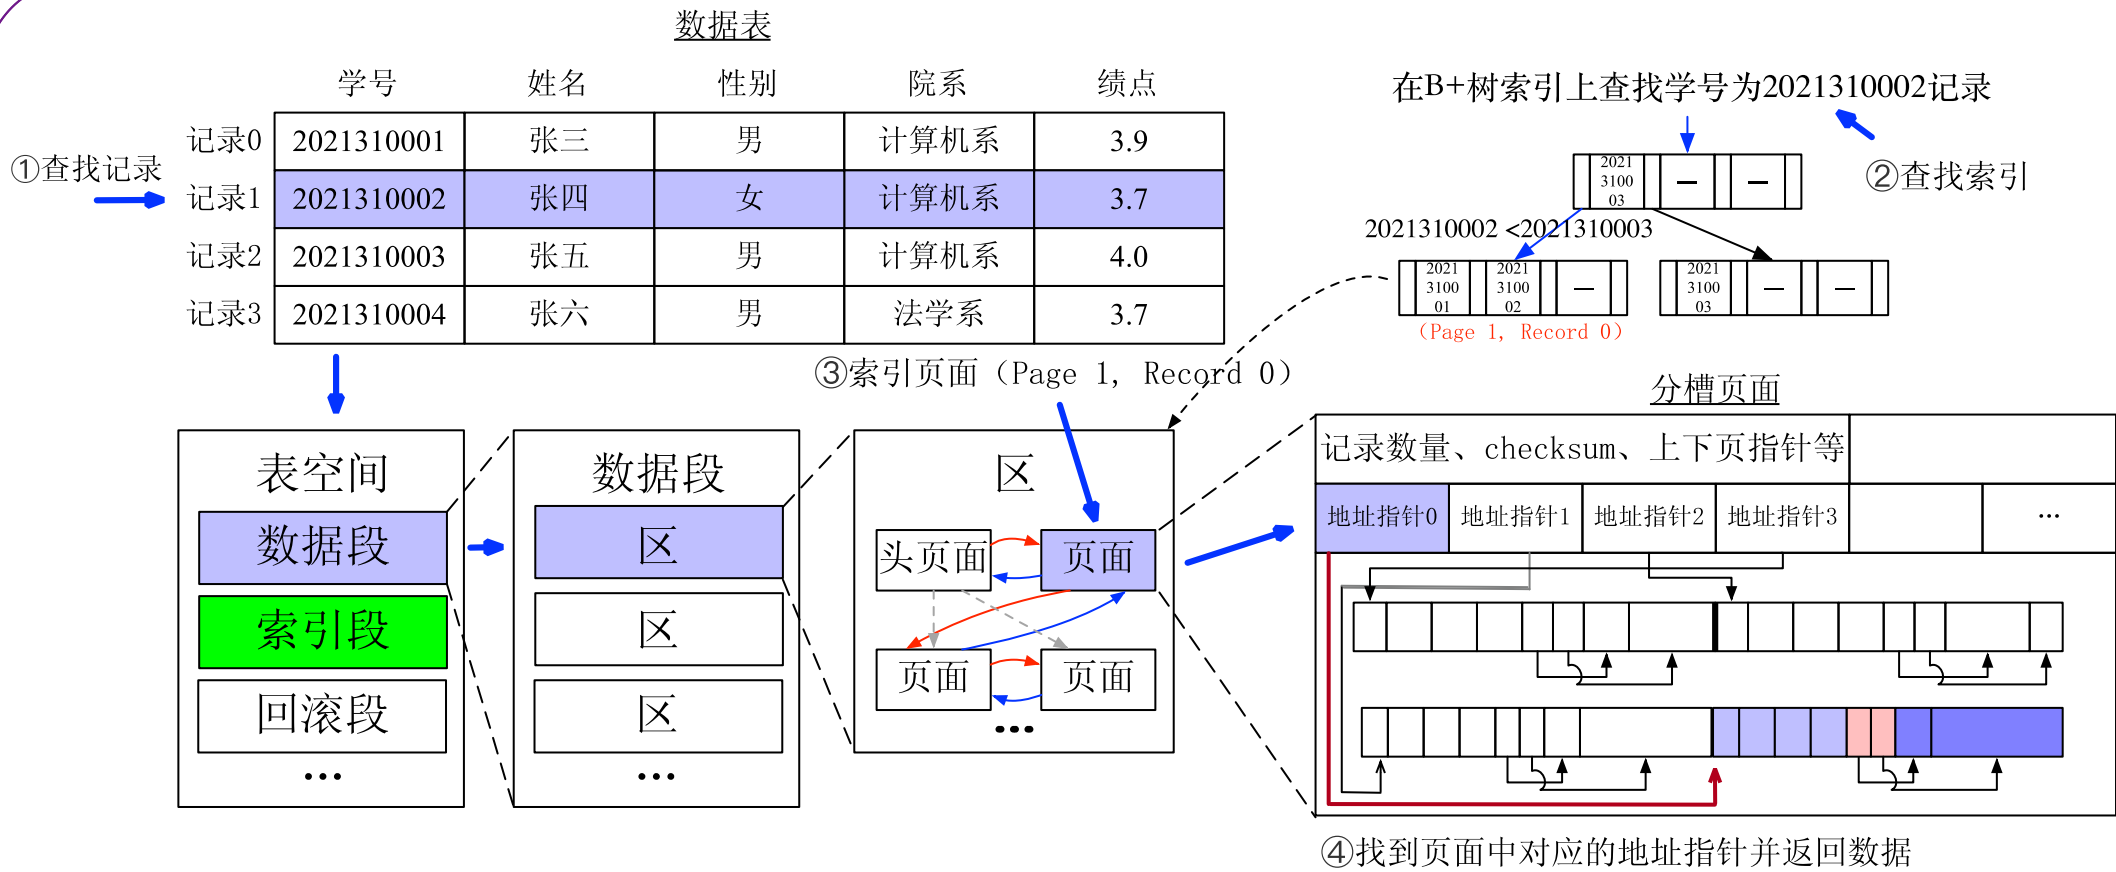 数据表
学号 姓名 性别 院系 绩点
记录0 2021310001 张三 男 计算机系 3.9
①查找记录
记录1 2021310002 张四 女 计算机系 3.7
记录2 2021310003 张五 男 计算机系 4.0
记录3 2021310004 张六 男 法学系 3.7
在B+树索引上查找学号为2021310002记录
②查找索引
2021
3100
03
—
—
2021310002 <2021310003
2021
3100
01
2021
3100
02
—
2021
3100
03
—
—
(Page 1, Record 0)
③索引页面（Page 1, Record 0）
表空间
数据段
索引段
回滚段
...
数据段
区
区
区
...
区
头页面
页面
页面
页面
...
分槽页面
记录数量、checksum、上下页指针等
地址指针0 地址指针1 地址指针2 地址指针3 ...
④找到页面中对应的地址指针并返回数据